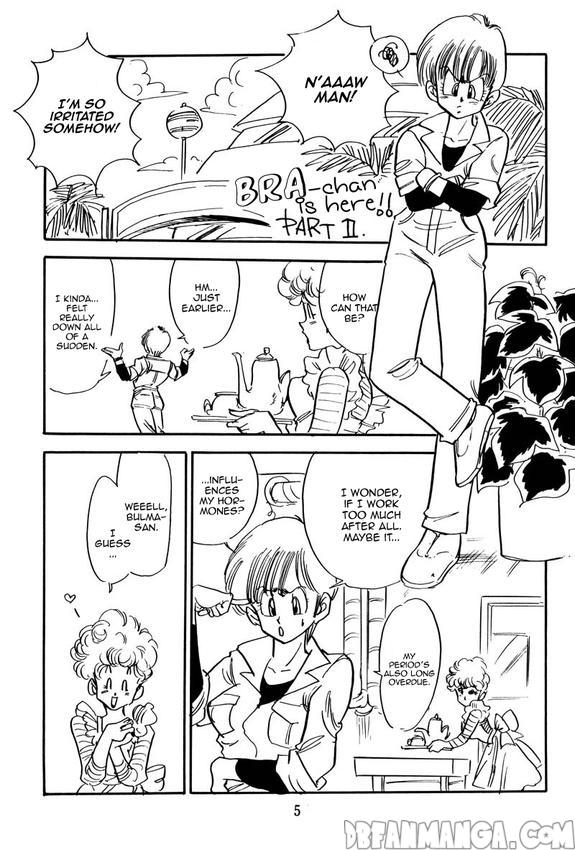 N'AAAW
MAN!
I'M SO
IRRITATED
SOMEHOW!
BRA-chan
is here!!
PART II.
HOW
CAN THAT
BE?
HM...
JUST
EARLIER...
I KINDA...
FELT
REALLY
DOWN ALL
OF A
SUDDEN.
I WONDER,
IF I WORK
TOO MUCH
AFTER ALL.
MAYBE IT...
...INFLU-
ENCES
MY HOR-
MONES?
MY
PERIOD'S
ALSO LONG
OVERDUE.
WEEELL,
BULMA-
SAN.
I
GUESS
...
5
DBFANMANGA.COM